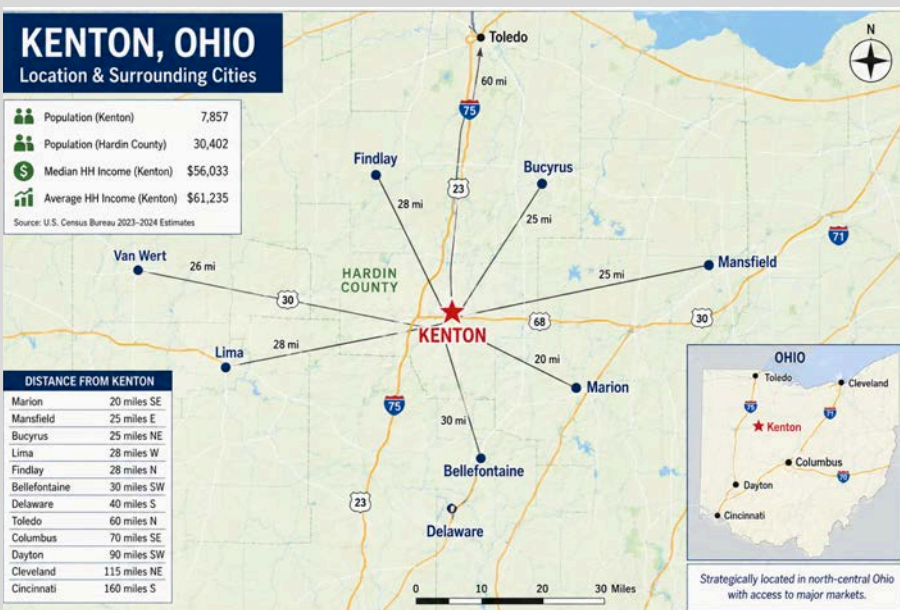 KENTON, OHIO
Location & Surrounding Cities
Population (Kenton) 7,857
Population (Hardin County) 30,402
$ Median HH Income (Kenton) $56,033
Average HH Income (Kenton) $61,235
Source: U.S. Census Bureau 2023–2024 Estimates
N
Toledo
60 mi
75
Findlay
Bucyrus
23
28 mi
25 mi
71
Van Wert
26 mi
Mansfield
25 mi
HARDIN
COUNTY
30
68
30
KENTON
28 mi
Lima
20 mi
Marion
75
30 mi
Bellefontaine
23
Delaware
DISTANCE FROM KENTON
Marion 20 miles SE
Mansfield 25 miles E
Bucyrus 25 miles NE
Lima 28 miles W
Findlay 28 miles N
Bellefontaine 30 miles SW
Delaware 40 miles S
Toledo 60 miles N
Columbus 70 miles SE
Dayton 90 miles SW
Cleveland 115 miles NE
Cincinnati 160 miles S
0 10 20 30 Miles
OHIO
Toledo
Cleveland
75
71
Kenton
Columbus
70
Dayton
Cincinnati
Strategically located in north-central Ohio
with access to major markets.